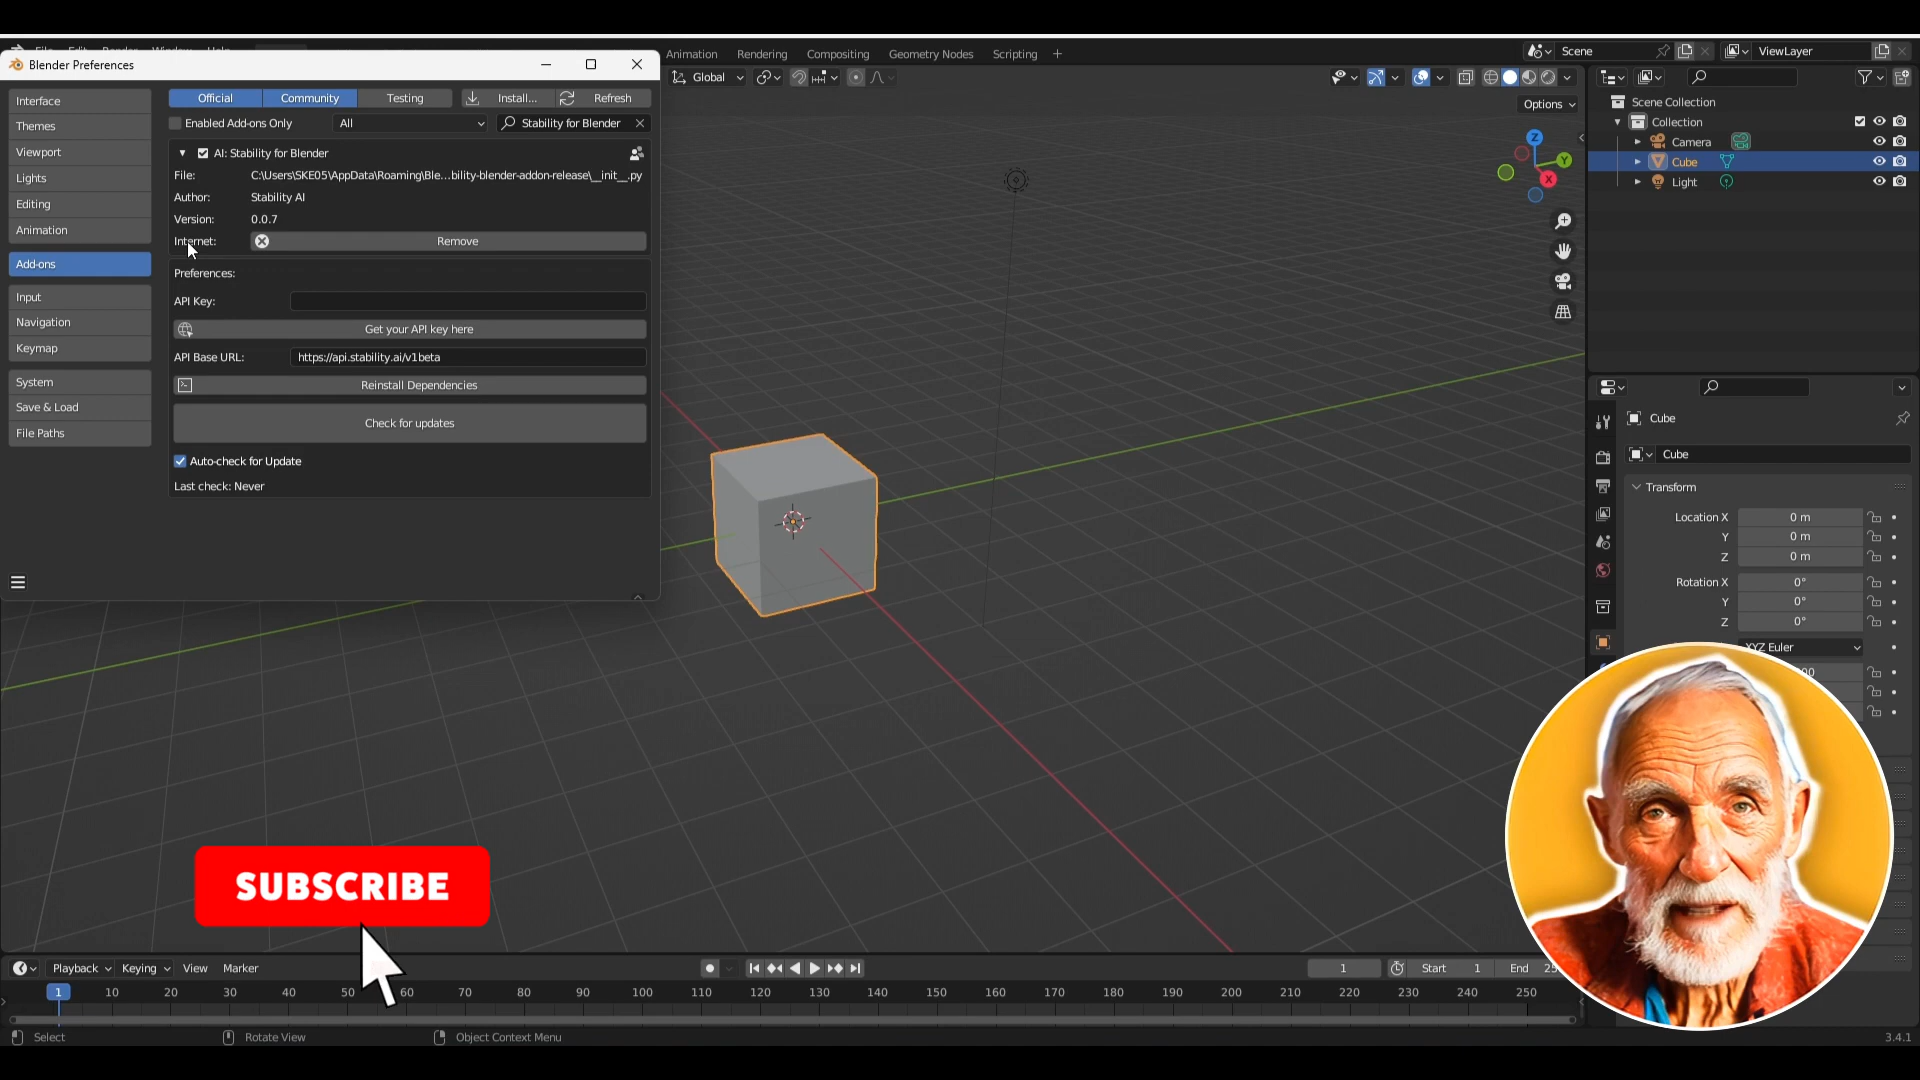 Blender Preferences
Animation Rendering Compositing Geometry Nodes Scripting +
Scene
ViewLayer
Global
Options
Interface
Themes
Viewport
Lights
Editing
Animation
Add-ons
Input
Navigation
Keymap
System
Save & Load
File Paths
Official Community Testing Install... Refresh
Enabled Add-ons Only All Stability for Blender
AI: Stability for Blender
File: C:\Users\SKE05\AppData\Roaming\Ble...bility-blender-addon-release\__init__.py
Author: Stability AI
Version: 0.0.7
Internet: Remove
Preferences:
API Key:
Get your API key here
API Base URL: https://api.stability.ai/v1beta
Reinstall Dependencies
Check for updates
Auto-check for Update
Last check: Never
Z
Y
X
Scene Collection
Collection
Camera
Cube
Light
Cube
Cube
Transform
Location X 0 m
Y 0 m
Z 0 m
Rotation X 0°
Y 0°
Z 0°
XYZ Euler
SUBSCRIBE
Playback Keying View Marker
1 Start 1 End
1 10 20 30 40 50 60 70 80 90 100 110 120 130 140 150 160 170 180 190 200 210 220 230 240 250
Select Rotate View Object Context Menu
3.4.1